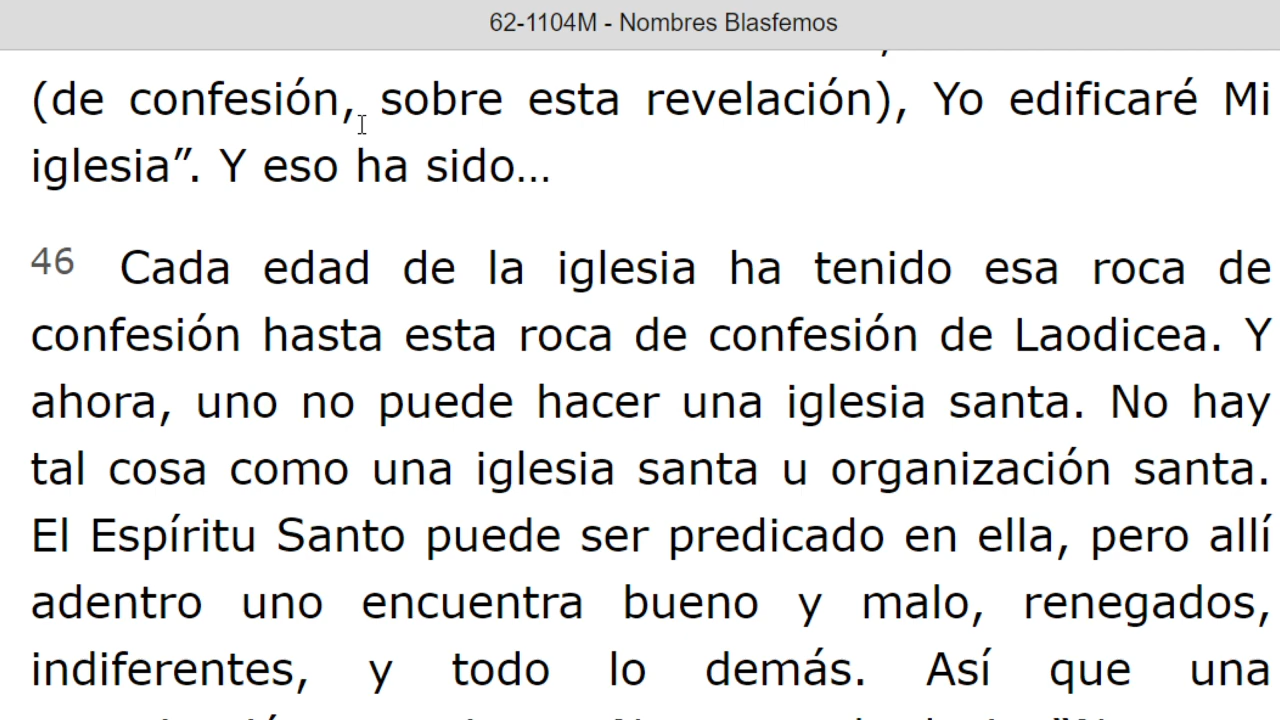 62-1104M - Nombres Blasfemos
(de confesión, sobre esta revelación), Yo edificaré Mi
iglesia”. Y eso ha sido…
46 Cada edad de la iglesia ha tenido esa roca de
confesión hasta esta roca de confesión de Laodicea. Y
ahora, uno no puede hacer una iglesia santa. No hay
tal cosa como una iglesia santa u organización santa.
El Espíritu Santo puede ser predicado en ella, pero allí
adentro uno encuentra bueno y malo, renegados,
indiferentes, y todo lo demás. Así que una